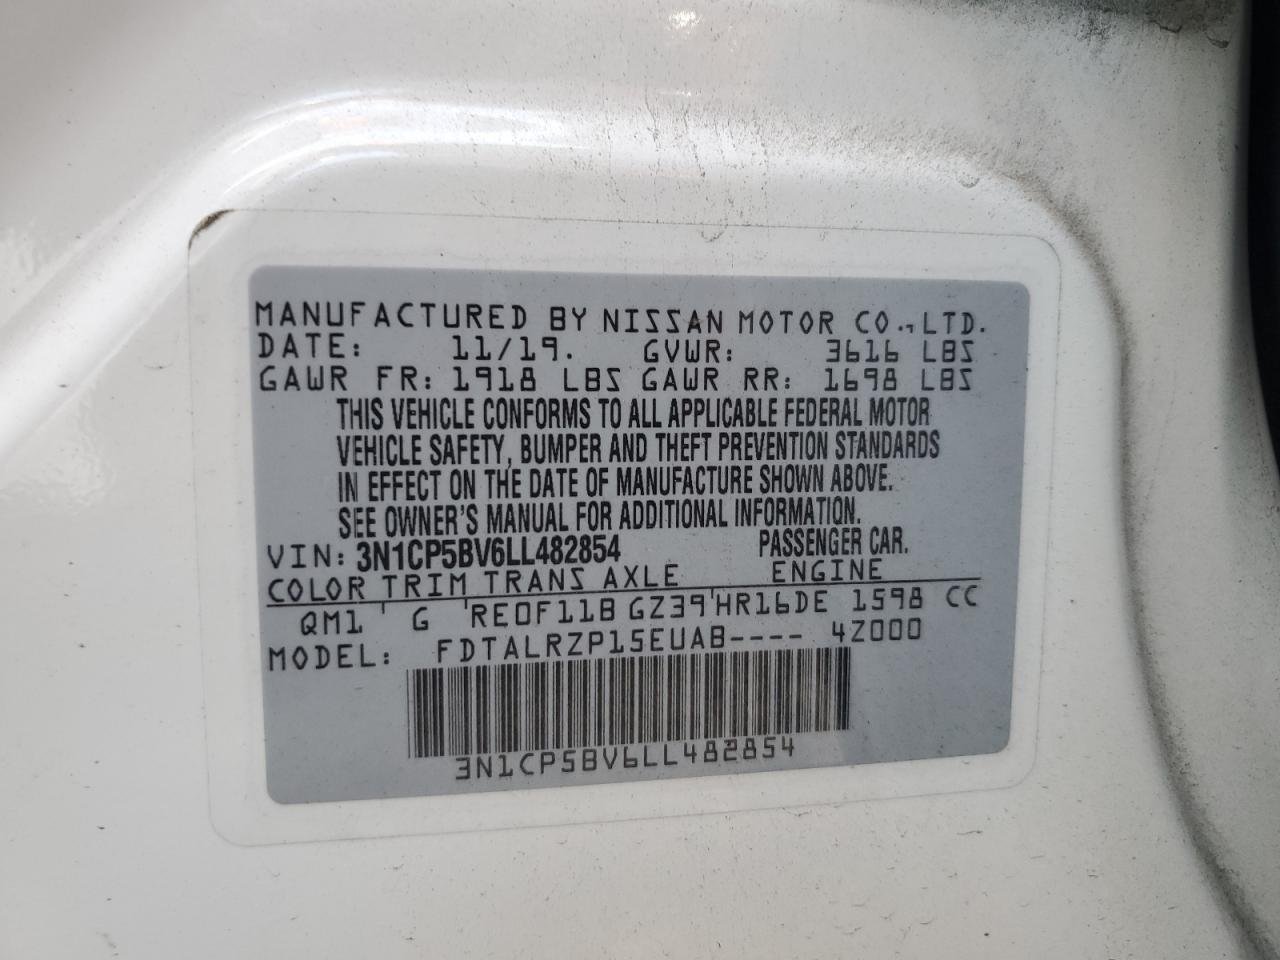 MANUFACTURED BY NISSAN MOTOR CO., LTD.
DATE: 11/19. GVWR: 3616 LBS
GAWR FR: 1918 LBS GAWR RR: 1698 LBS
THIS VEHICLE CONFORMS TO ALL APPLICABLE FEDERAL MOTOR
VEHICLE SAFETY, BUMPER AND THEFT PREVENTION STANDARDS
IN EFFECT ON THE DATE OF MANUFACTURE SHOWN ABOVE.
SEE OWNER'S MANUAL FOR ADDITIONAL INFORMATION.
VIN: 3N1CP5BV6LL482854 PASSENGER CAR.
COLOR TRIM TRANS AXLE ENGINE
QM1 G RE0F11B GZ39 HR16DE 1598 CC
MODEL: FDTALRZP15EUAB---- 4Z000
3N1CP5BV6LL482854